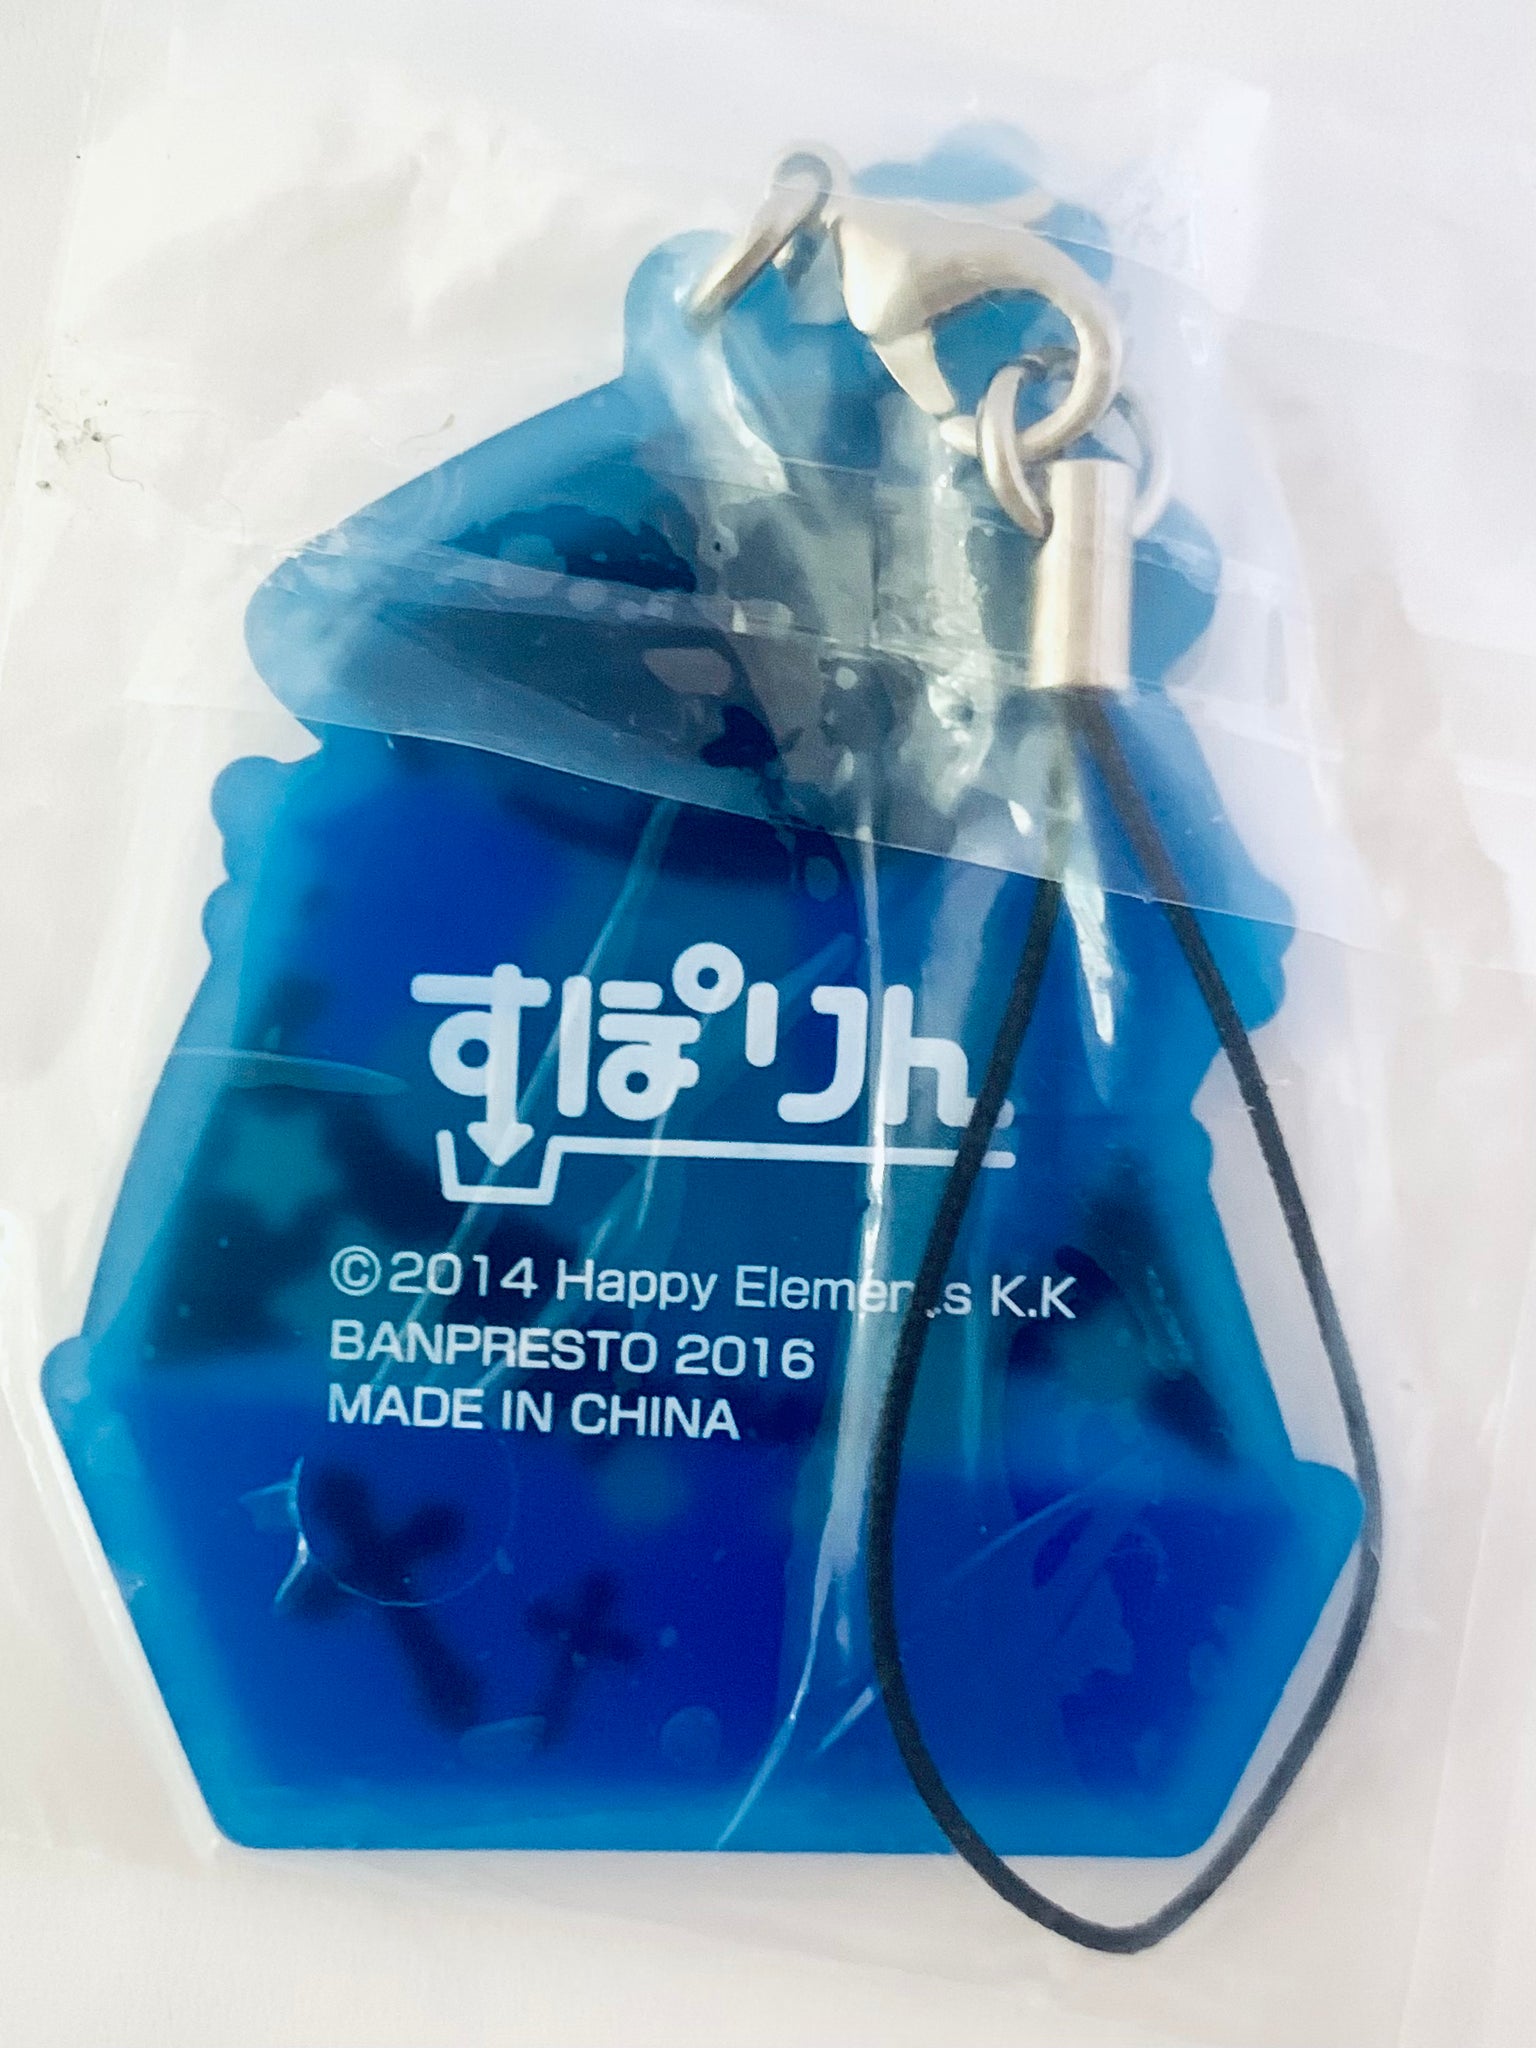 すぽりん。
©2014 Happy Elements K.K
BANPRESTO 2016
MADE IN CHINA